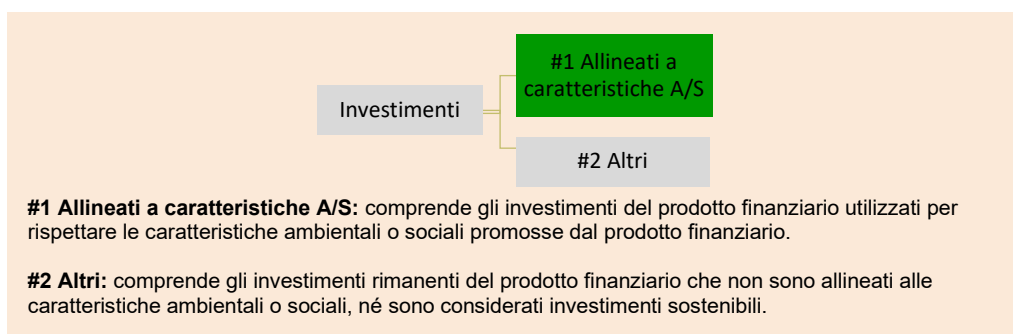 #1 Allineati a
caratteristiche A/S
Investimenti
#2 Altri
#1 Allineati a caratteristiche A/S: comprende gli investimenti del prodotto finanziario utilizzati per
rispettare le caratteristiche ambientali o sociali promosse dal prodotto finanziario.
#2 Altri: comprende gli investimenti rimanenti del prodotto finanziario che non sono allineati alle
caratteristiche ambientali o sociali, né sono considerati investimenti sostenibili.